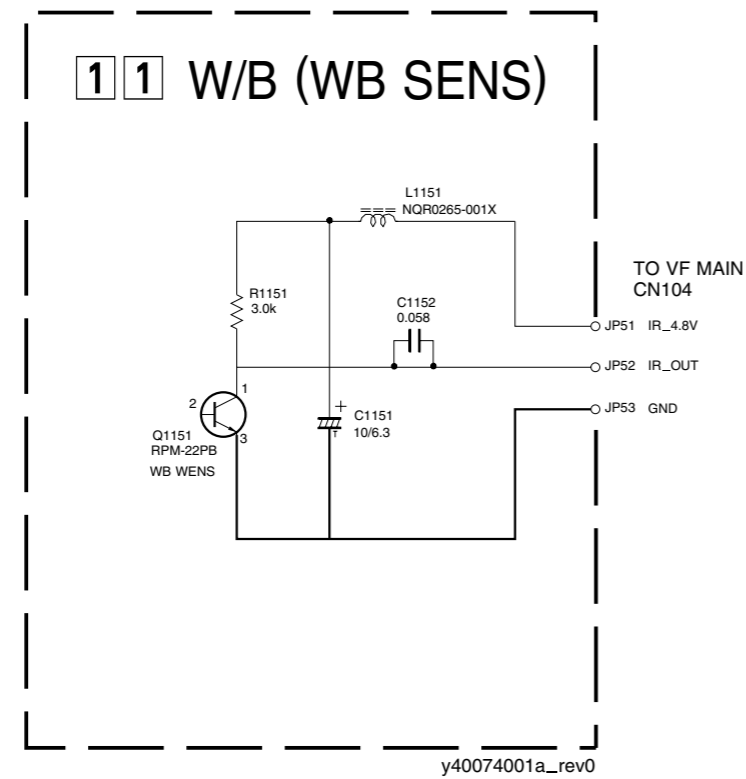 1 1 W/B (WB SENS)
L1151
NQR0265-001X
TO VF MAIN
CN104
R1151
3.0k
C1152
0.058
JP51 IR_4.8V
JP52 IR_OUT
JP53 GND
1
2
3
+
C1151
10/6.3
T
Q1151
RPM-22PB
WB WENS
y40074001a_rev0